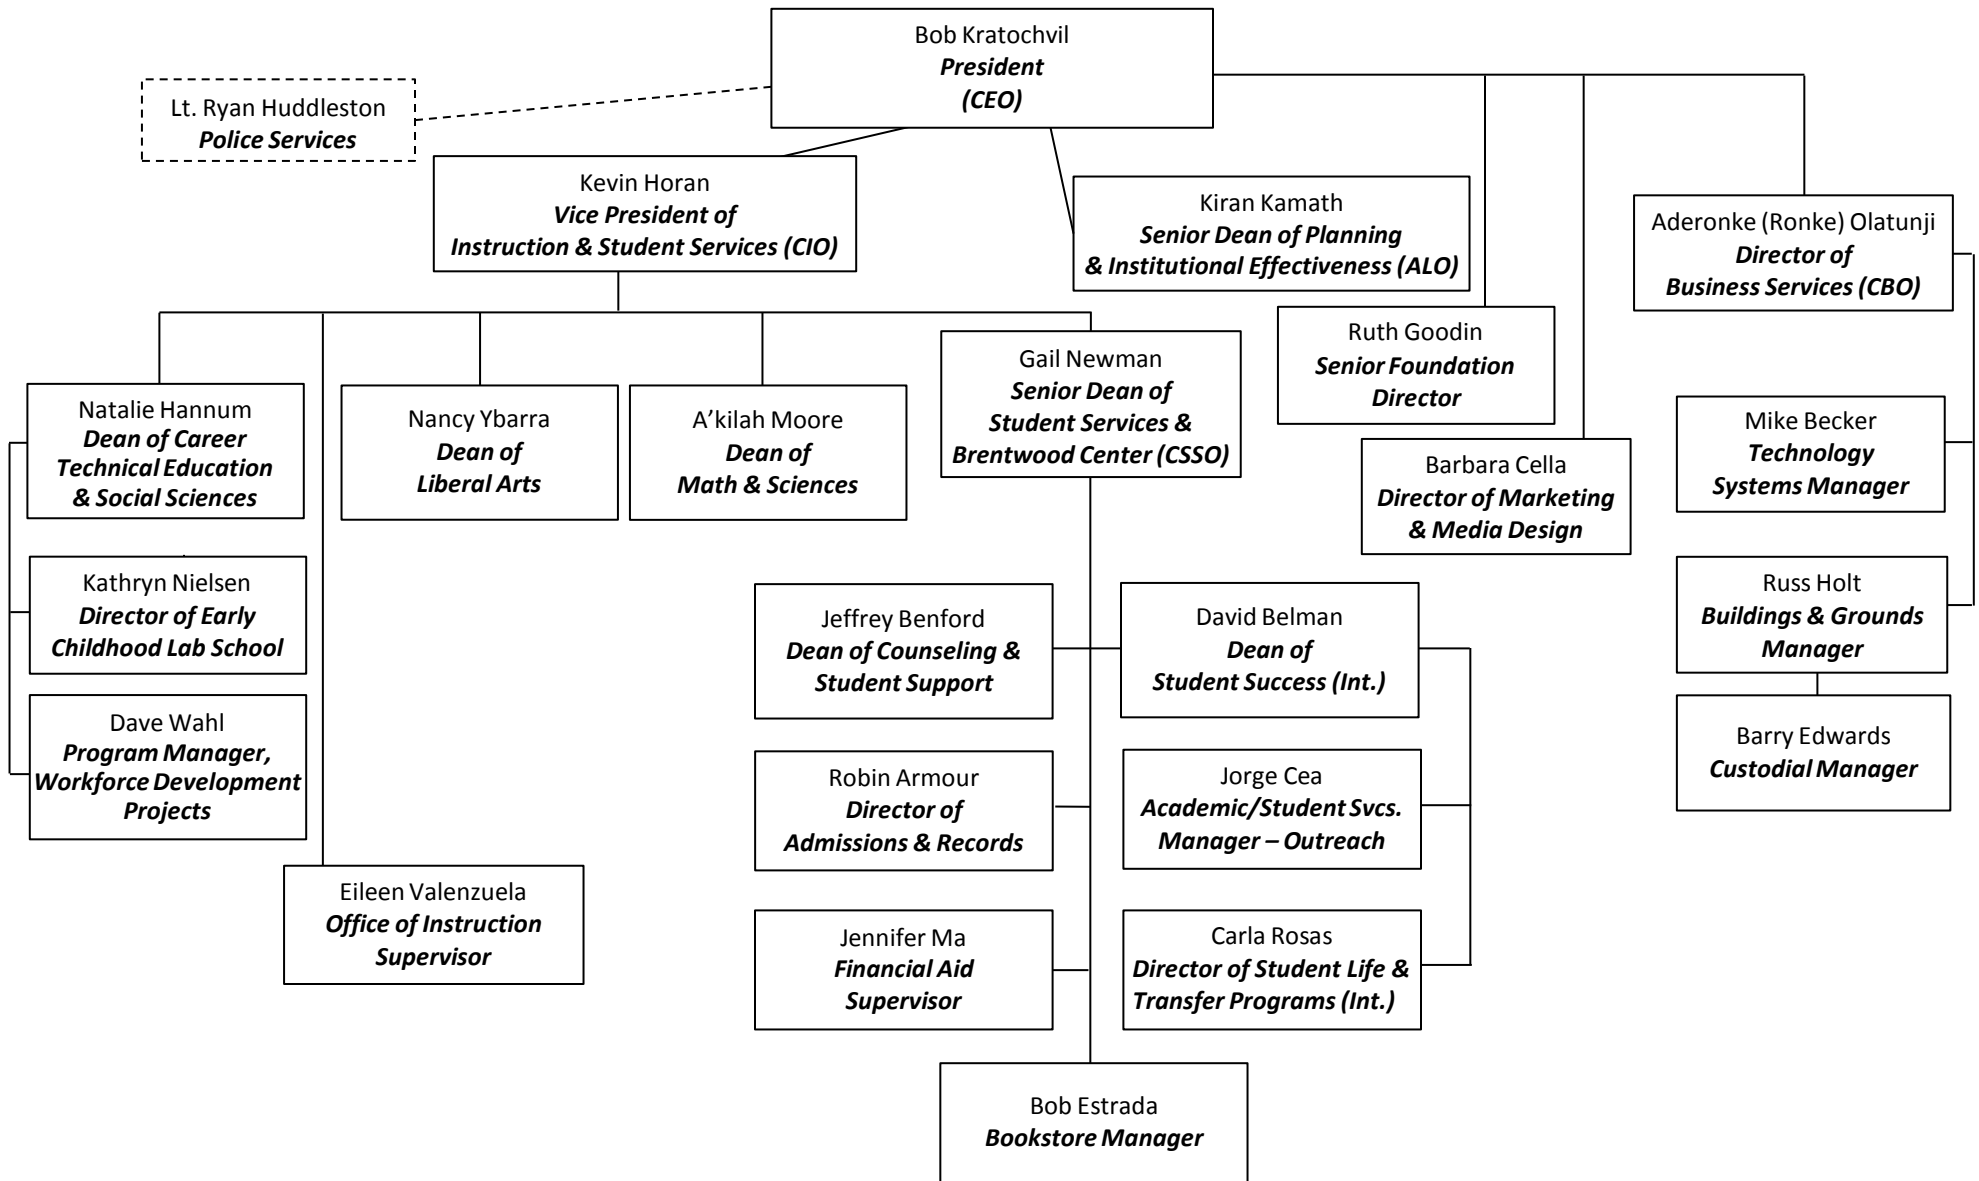 Bob Kratochvil
President
(CEO)
Lt. Ryan Huddleston
Police Services
Kevin Horan
Vice President of
Instruction & Student Services (CIO)
Kiran Kamath
Senior Dean of Planning
& Institutional Effectiveness (ALO)
Aderonke (Ronke) Olatunji
Director of
Business Services (CBO)
Ruth Goodin
Senior Foundation
Director
Gail Newman
Senior Dean of
Student Services &
Brentwood Center (CSSO)
Natalie Hannum
Dean of Career
Technical Education
& Social Sciences
Nancy Ybarra
Dean of
Liberal Arts
A’kilah Moore
Dean of
Math & Sciences
Barbara Cella
Director of Marketing
& Media Design
Mike Becker
Technology
Systems Manager
Kathryn Nielsen
Director of Early
Childhood Lab School
Jeffrey Benford
Dean of Counseling &
Student Support
David Belman
Dean of
Student Success (Int.)
Russ Holt
Buildings & Grounds
Manager
Dave Wahl
Program Manager,
Workforce Development
Projects
Robin Armour
Director of
Admissions & Records
Jorge Cea
Academic/Student Svcs.
Manager – Outreach
Barry Edwards
Custodial Manager
Eileen Valenzuela
Office of Instruction
Supervisor
Jennifer Ma
Financial Aid
Supervisor
Carla Rosas
Director of Student Life &
Transfer Programs (Int.)
Bob Estrada
Bookstore Manager